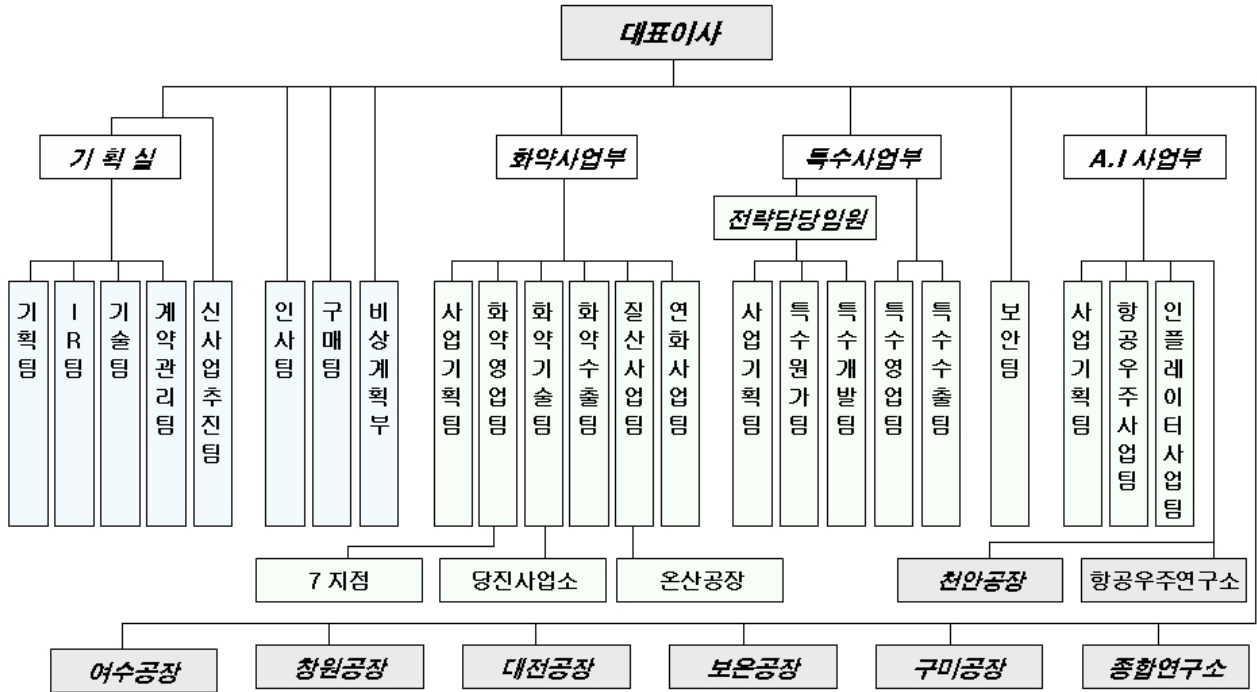 대표이사
기 획 실
화약사업부
특수사업부
A.I 사업부
전략담당임원
기획팀
I R팀
기술팀
계약관리팀
신사업추진팀
인사팀
구매팀
비상계획부
사업기획팀
화약영업팀
화약기술팀
화약수출팀
질산사업팀
연화사업팀
사업기획팀
특수원가팀
특수개발팀
특수영업팀
특수수출팀
보안팀
사업기획팀
항공우주사업팀
인플레이터사업팀
7 지점
당진사업소
온산공장
천안공장
항공우주연구소
여수공장
창원공장
대전공장
보은공장
구미공장
종합연구소